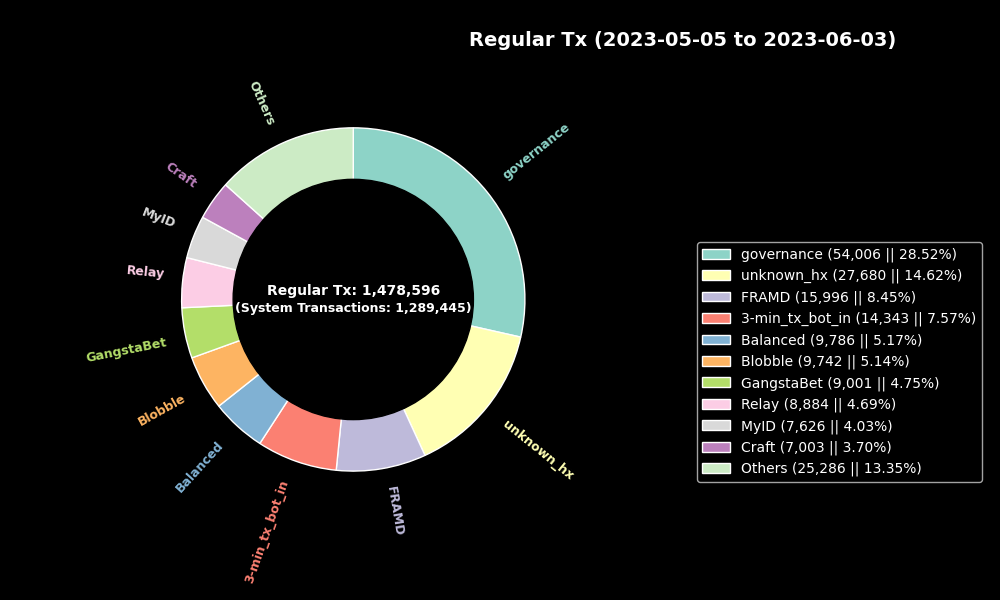 Regular Tx (2023-05-05 to 2023-06-03)
Others
governance
Craft
MyID
Relay
GangstaBet
Blobble
Balanced
3-min_tx_bot_in
FRAMD
unknown_hx
Regular Tx: 1,478,596
(System Transactions: 1,289,445)
governance (54,006 || 28.52%)
unknown_hx (27,680 || 14.62%)
FRAMD (15,996 || 8.45%)
3-min_tx_bot_in (14,343 || 7.57%)
Balanced (9,786 || 5.17%)
Blobble (9,742 || 5.14%)
GangstaBet (9,001 || 4.75%)
Relay (8,884 || 4.69%)
MyID (7,626 || 4.03%)
Craft (7,003 || 3.70%)
Others (25,286 || 13.35%)